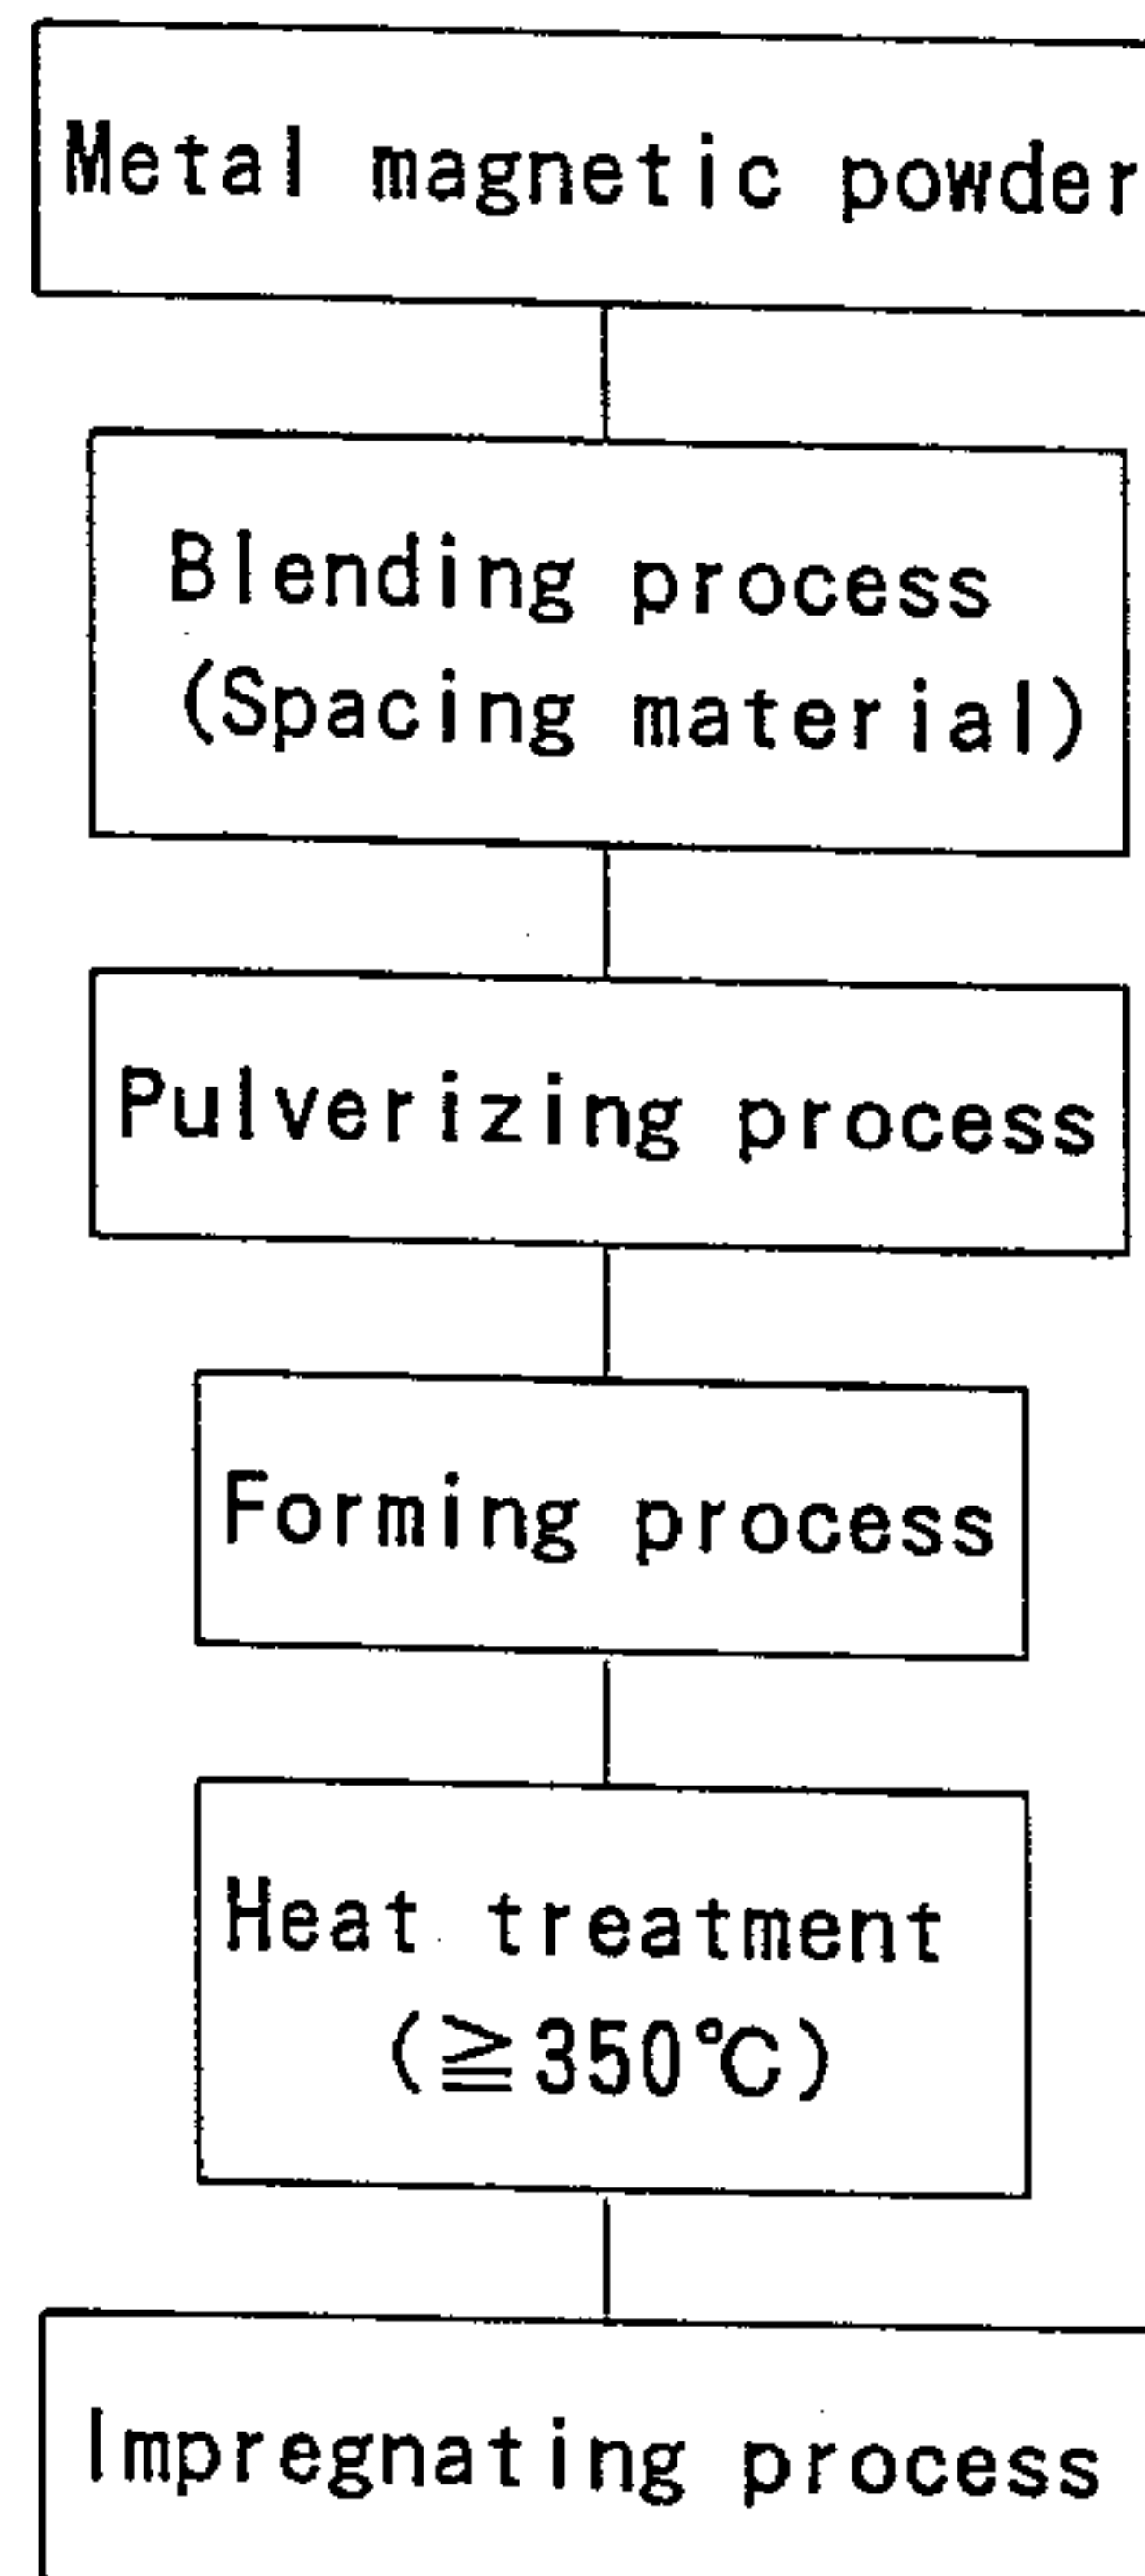 Metal magnetic powder
Blending process
(Spacing material)
Pulverizing process
Forming process
Heat treatment
(≧350℃)
Impregnating process